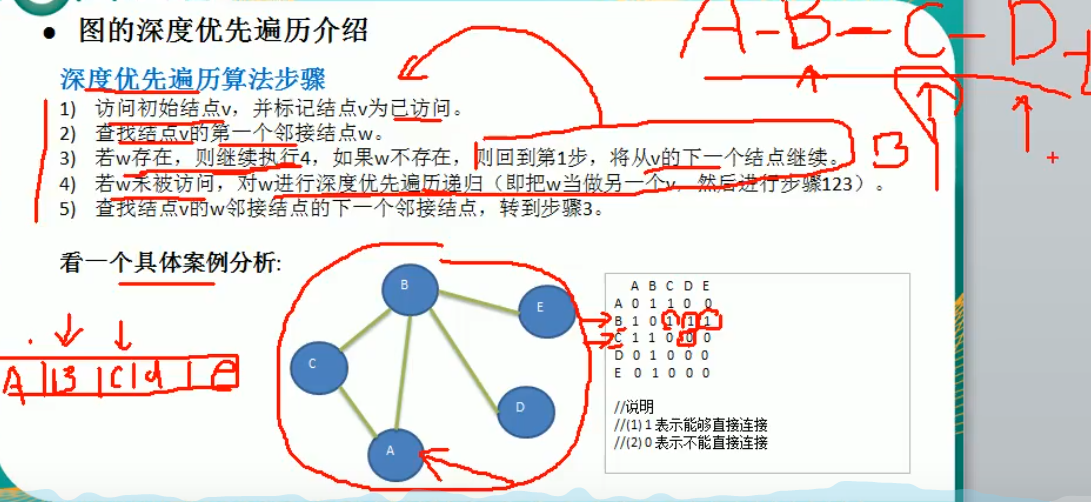 ● 图的深度优先遍历介绍
A-B-C-D
深度优先遍历算法步骤
1) 访问初始结点v，并标记结点v为已访问。
2) 查找结点v的第一个邻接结点w。
3) 若w存在，则继续执行4，如果w不存在，则回到第1步，将从v的下一个结点继续。
4) 若w未被访问，对w进行深度优先遍历递归（即把w当做另一个v，然后进行步骤123）。
5) 查找结点v的w邻接结点的下一个邻接结点，转到步骤3。
看一个具体案例分析:
B
E
C
D
A
A B C D E
A 0 1 1 0 0
B 1 0 1 1 1
C 1 1 0 0 0
D 0 1 0 0 0
E 0 1 0 0 0
//说明
//(1) 1 表示能够直接连接
//(2) 0 表示不能直接连接
A|B|C|d|e